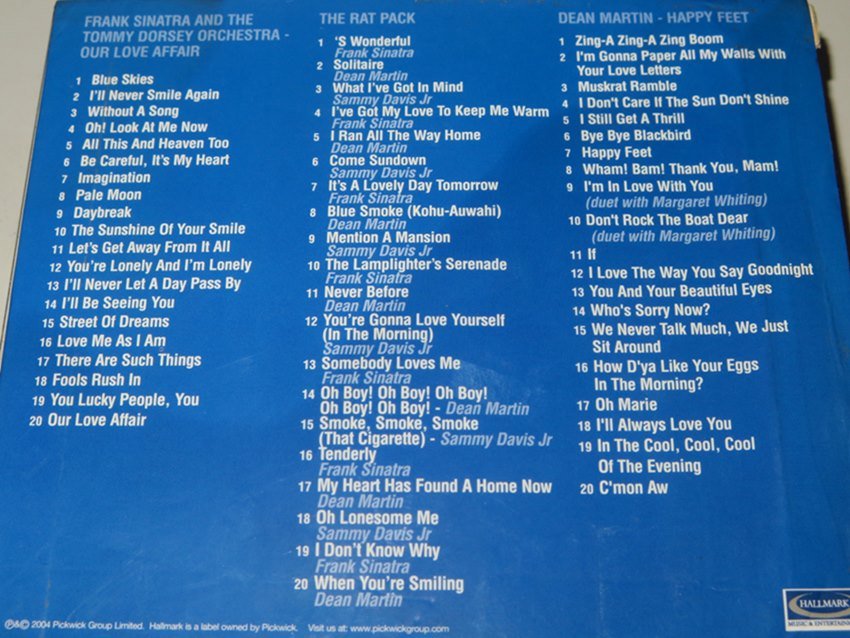 FRANK SINATRA AND THE
TOMMY DORSEY ORCHESTRA -
OUR LOVE AFFAIR
1 Blue Skies
2 I'll Never Smile Again
3 Without A Song
4 Oh! Look At Me Now
5 All This And Heaven Too
6 Be Careful, It's My Heart
7 Imagination
8 Pale Moon
9 Daybreak
10 The Sunshine Of Your Smile
11 Let's Get Away From It All
12 You're Lonely And I'm Lonely
13 I'll Never Let A Day Pass By
14 I'll Be Seeing You
15 Street Of Dreams
16 Love Me As I Am
17 There Are Such Things
18 Fools Rush In
19 You Lucky People, You
20 Our Love Affair
THE RAT PACK
1 'S Wonderful
Frank Sinatra
2 Solitaire
Dean Martin
3 What I've Got In Mind
Sammy Davis Jr
4 I've Got My Love To Keep Me Warm
Frank Sinatra
5 I Ran All The Way Home
Dean Martin
6 Come Sundown
Sammy Davis Jr
7 It's A Lovely Day Tomorrow
Frank Sinatra
8 Blue Smoke (Kohu-Auwahi)
Dean Martin
9 Mention A Mansion
Sammy Davis Jr
10 The Lamplighter's Serenade
Frank Sinatra
11 Never Before
Dean Martin
12 You're Gonna Love Yourself
(In The Morning)
Sammy Davis Jr
13 Somebody Loves Me
Frank Sinatra
14 Oh Boy! Oh Boy! Oh Boy!
Oh Boy! Oh Boy! - Dean Martin
15 Smoke, Smoke, Smoke
(That Cigarette) - Sammy Davis Jr
16 Tenderly
Frank Sinatra
17 My Heart Has Found A Home Now
Dean Martin
18 Oh Lonesome Me
Sammy Davis Jr
19 I Don't Know Why
Frank Sinatra
20 When You're Smiling
Dean Martin
DEAN MARTIN - HAPPY FEET
1 Zing-A Zing-A Zing Boom
2 I'm Gonna Paper All My Walls With
Your Love Letters
3 Muskrat Ramble
4 I Don't Care If The Sun Don't Shine
5 I Still Get A Thrill
6 Bye Bye Blackbird
7 Happy Feet
8 Wham! Bam! Thank You, Mam!
9 I'm In Love With You
(duet with Margaret Whiting)
10 Don't Rock The Boat Dear
(duet with Margaret Whiting)
11 If
12 I Love The Way You Say Goodnight
13 You And Your Beautiful Eyes
14 Who's Sorry Now?
15 We Never Talk Much, We Just
Sit Around
16 How D'ya Like Your Eggs
In The Morning?
17 Oh Marie
18 I'll Always Love You
19 In The Cool, Cool, Cool
Of The Evening
20 C'mon Aw
℗&© 2004 Pickwick Group Limited. Hallmark is a label owned by Pickwick. Visit us at: www.pickwickgroup.com
HALLMARK
MUSIC & ENTERTAINME